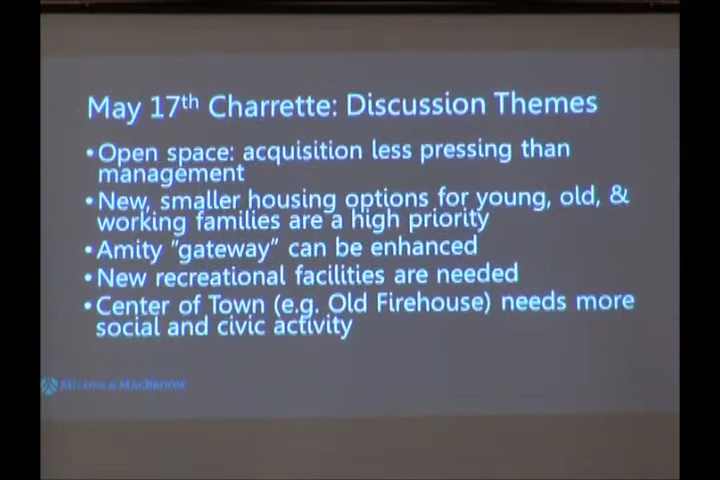 May 17th Charrette: Discussion Themes
• Open space: acquisition less pressing than
management
• New, smaller housing options for young, old, &
working families are a high priority
• Amity "gateway" can be enhanced
• New recreational facilities are needed
• Center of Town (e.g. Old Firehouse) needs more
social and civic activity
MILONE & MACBROOM